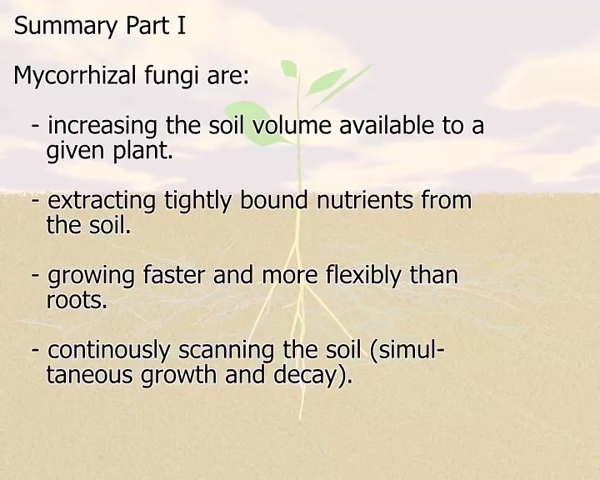 Summary Part I
Mycorrhizal fungi are:
- increasing the soil volume available to a
given plant.
- extracting tightly bound nutrients from
the soil.
- growing faster and more flexibly than
roots.
- continously scanning the soil (simul-
taneous growth and decay).